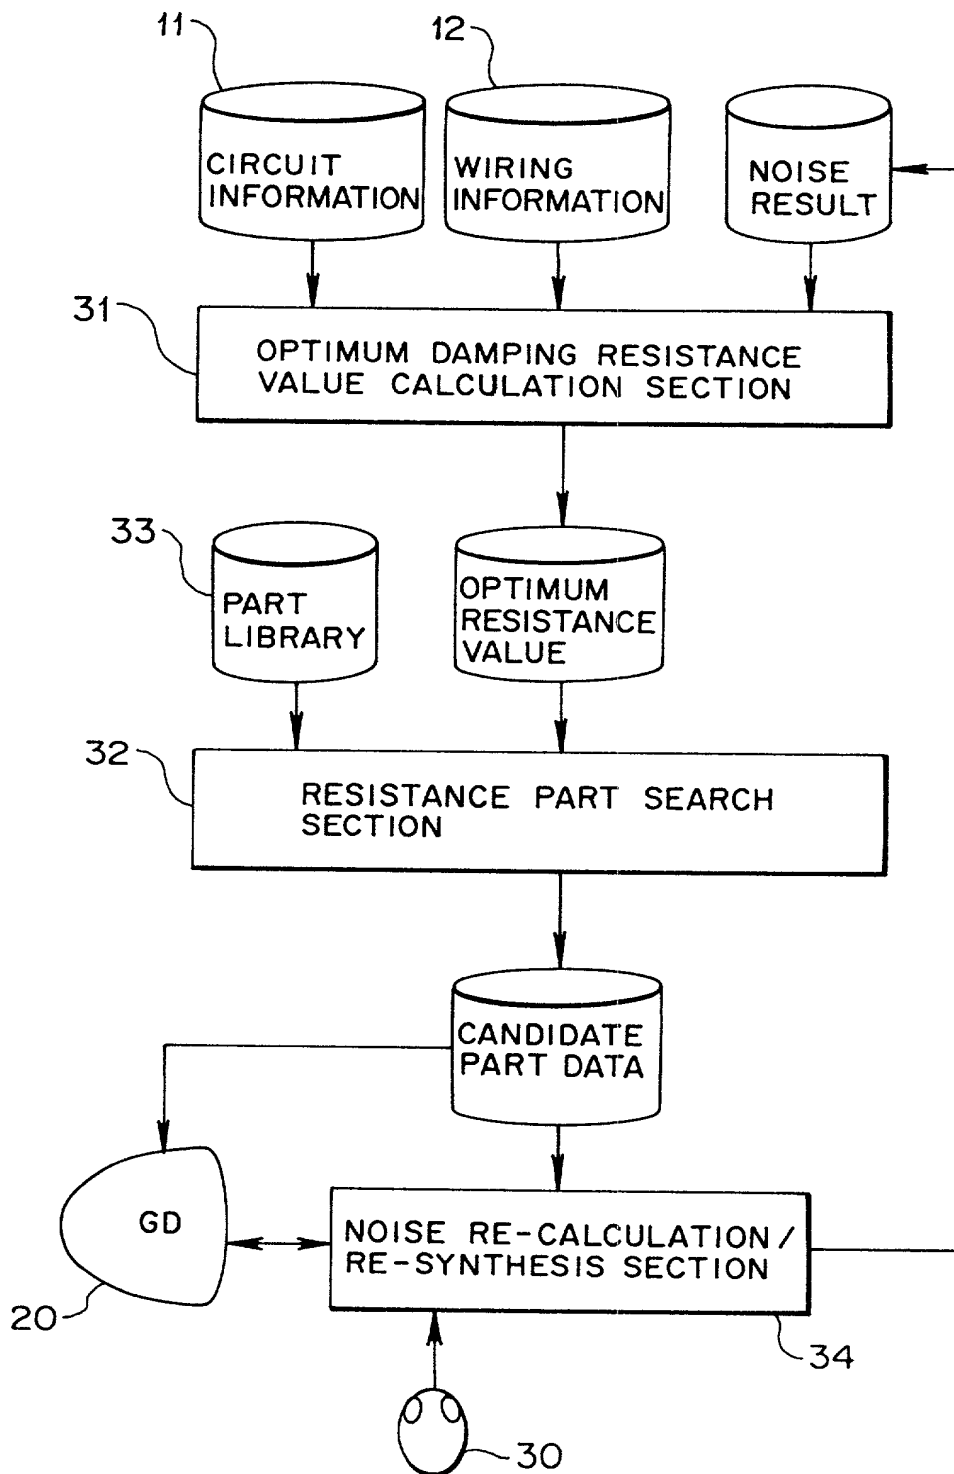 11
12
CIRCUIT
INFORMATION
WIRING
INFORMATION
NOISE
RESULT
31
OPTIMUM DAMPING RESISTANCE
VALUE CALCULATION SECTION
33
PART
LIBRARY
OPTIMUM
RESISTANCE
VALUE
32
RESISTANCE PART SEARCH
SECTION
CANDIDATE
PART DATA
GD
NOISE RE-CALCULATION/
RE-SYNTHESIS SECTION
20
34
30